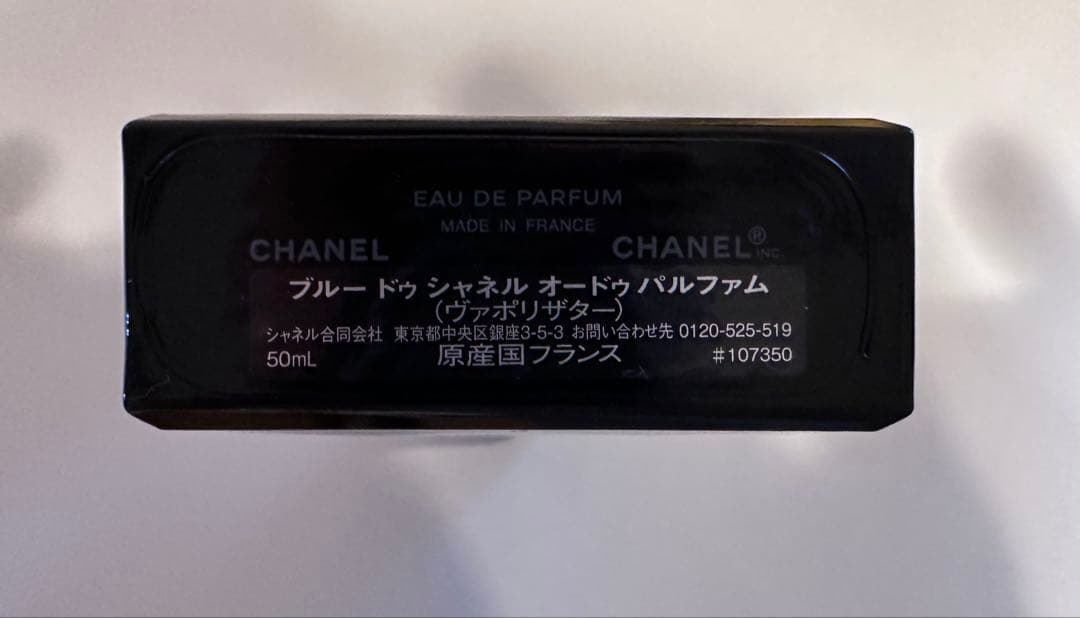 EAU DE PARFUM
MADE IN FRANCE
CHANEL CHANEL® INC.
ブルー ドゥ シャネル オードゥ パルファム
(ヴァポリザター)
シャネル合同会社 東京都中央区銀座3-5-3 お問い合わせ先 0120-525-519
50mL 原産国フランス #107350